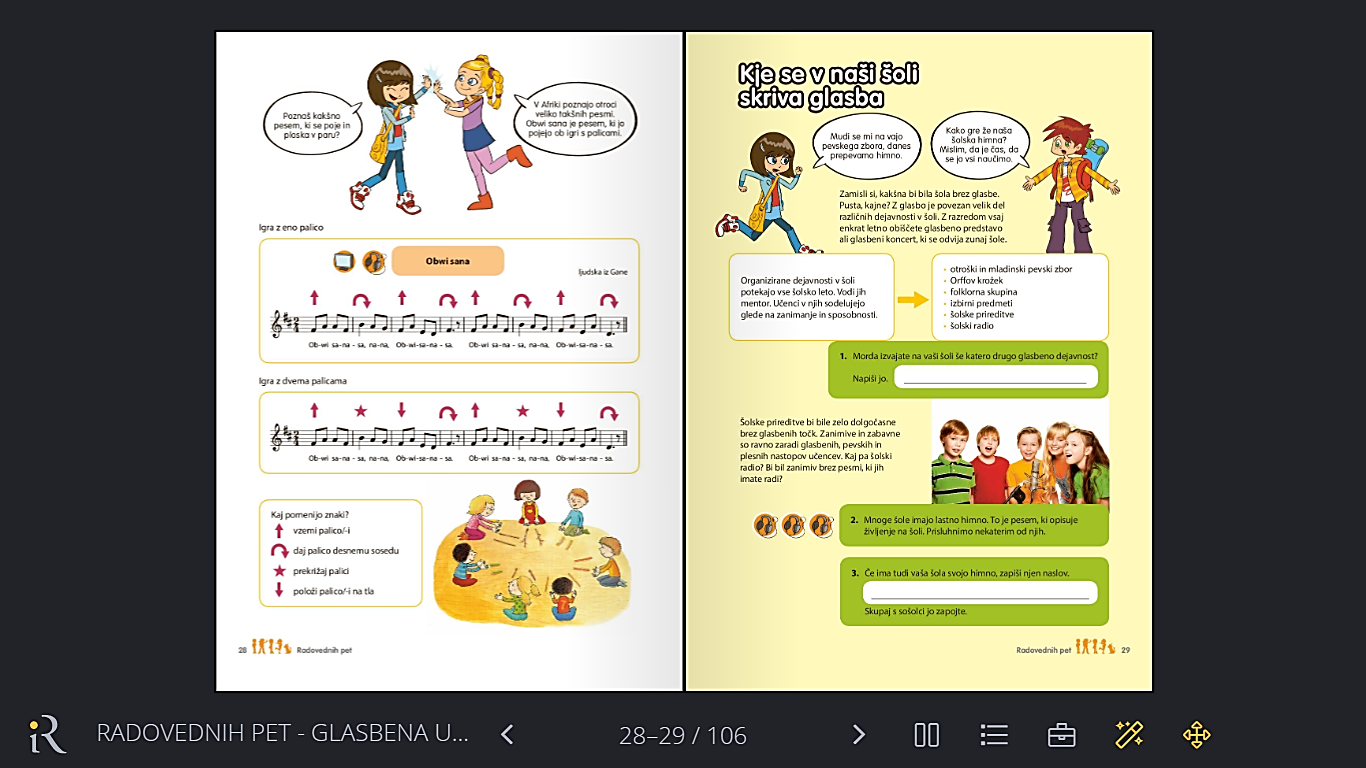 Poznaš kakšno
pesem, ki se poje in
ploska v paru?
V Afriki poznajo otroci
veliko takšnih pesmi.
Obwi sana je pesem, ki jo
pojejo ob igri s palicami.
Igra z eno palico
Obwi sana
ljudska iz Gane
Ob-wi sa-na - sa, na-na, Ob-wi-sa-na - sa. Ob-wi sa-na - sa, na-na, Ob-wi-sa-na - sa.
Igra z dvema palicama
Ob-wi sa-na - sa, na-na, Ob-wi-sa-na - sa. Ob-wi sa-na - sa, na-na, Ob-wi-sa-na - sa.
Kaj pomenijo znaki?
vzemi palico/-i
daj palico desnemu sosedu
prekrižaj palici
položi palico/-i na tla
28 Radovednih pet
Kje se v naši šoli
skriva glasba
Mudi se mi na vajo
pevskega zbora, danes
prepevamo himno.
Kako gre že naša
šolska himna?
Mislim, da je čas, da
se jo vsi naučimo.
Zamisli si, kakšna bi bila šola brez glasbe.
Pusta, kajne? Z glasbo je povezan velik del
različnih dejavnosti v šoli. Z razredom vsaj
enkrat letno obiščete glasbeno predstavo
ali glasbeni koncert, ki se odvija zunaj šole.
Organizirane dejavnosti v šoli
potekajo vse šolsko leto. Vodi jih
mentor. Učenci v njih sodelujejo
glede na zanimanje in sposobnosti.
• otroški in mladinski pevski zbor
• Orffov krožek
• folklorna skupina
• izbirni predmeti
• šolske prireditve
• šolski radio
1. Morda izvajate na vaši šoli še katero drugo glasbeno dejavnost?
Napiši jo.
Šolske prireditve bi bile zelo dolgočasne
brez glasbenih točk. Zanimive in zabavne
so ravno zaradi glasbenih, pevskih in
plesnih nastopov učencev. Kaj pa šolski
radio? Bi bil zanimiv brez pesmi, ki jih
imate radi?
2. Mnoge šole imajo lastno himno. To je pesem, ki opisuje
življenje na šoli. Prisluhnimo nekaterim od njih.
3. Če ima tudi vaša šola svojo himno, zapiši njen naslov.
Skupaj s sošolci jo zapojte.
Radovednih pet 29
iR
RADOVEDNIH PET - GLASBENA U...
28–29 / 106